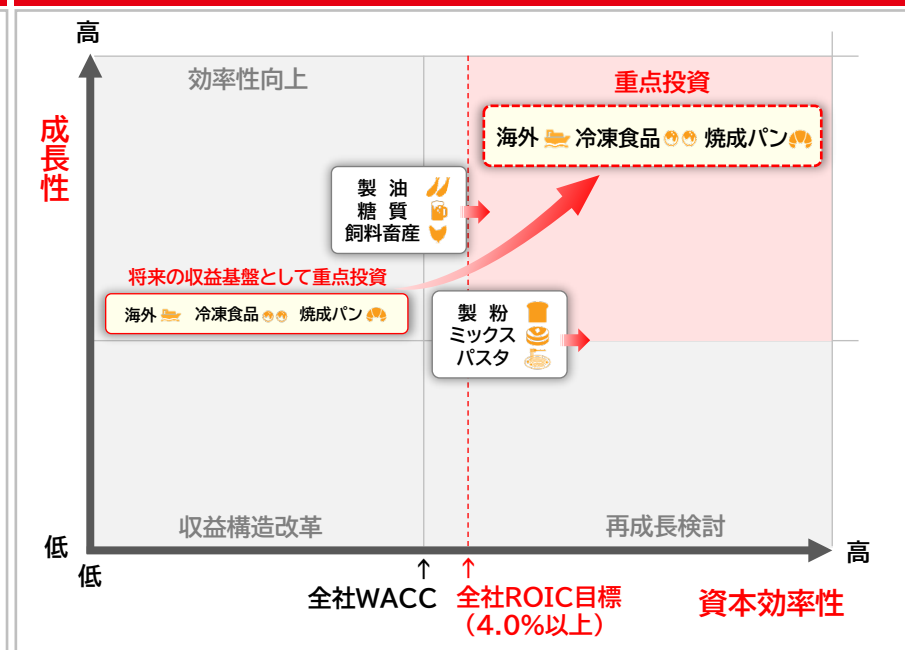 高
効率性向上
重点投資
成長性
海外 冷凍食品 焼成パン
製 油
糖 質
飼料畜産
将来の収益基盤として重点投資
海外 冷凍食品 焼成パン
製 粉
ミックス
パスタ
収益構造改革
再成長検討
低
低
高
↑ ↑
全社WACC 全社ROIC目標
（4.0%以上）
資本効率性